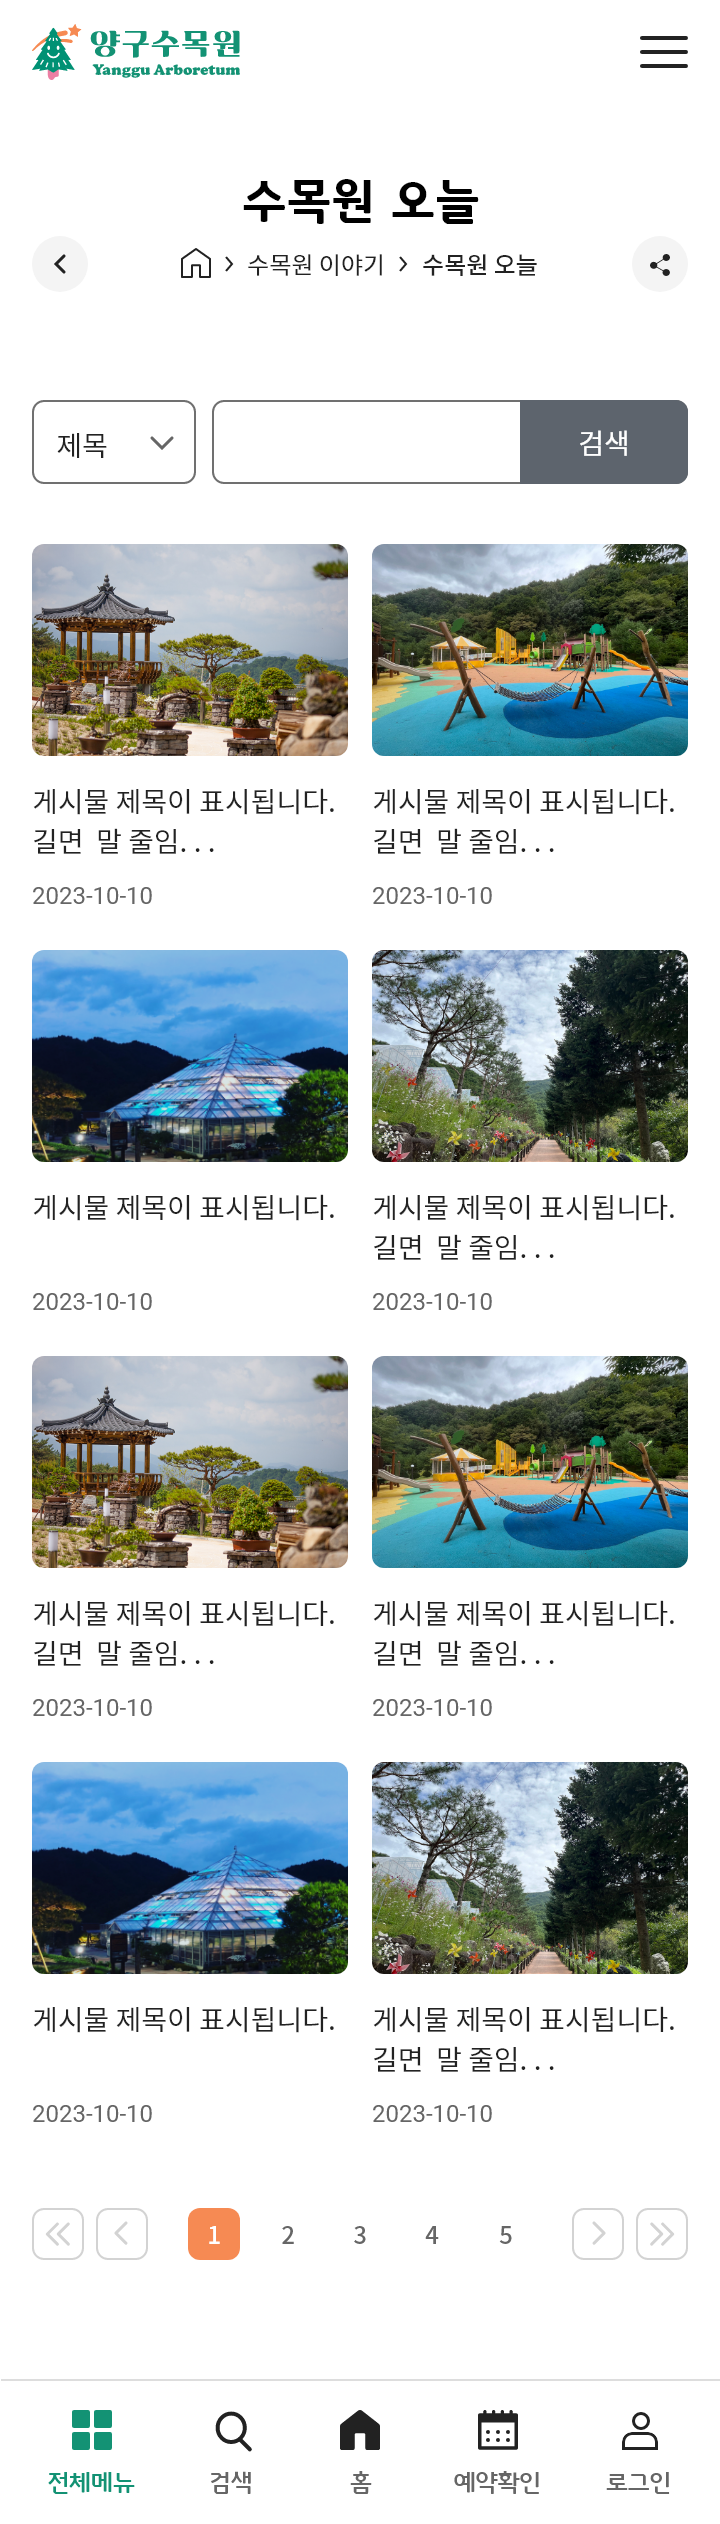 양구수목원
Yanggu Arboretum
수목원 오늘
수목원 이야기 수목원 오늘
제목 검색
게시물 제목이 표시됩니다.
길면 말 줄임. . .
2023-10-10
게시물 제목이 표시됩니다.
길면 말 줄임. . .
2023-10-10
게시물 제목이 표시됩니다.
2023-10-10
게시물 제목이 표시됩니다.
길면 말 줄임. . .
2023-10-10
게시물 제목이 표시됩니다.
길면 말 줄임. . .
2023-10-10
게시물 제목이 표시됩니다.
길면 말 줄임. . .
2023-10-10
게시물 제목이 표시됩니다.
2023-10-10
게시물 제목이 표시됩니다.
길면 말 줄임. . .
2023-10-10
1 2 3 4 5
전체메뉴 검색 홈 예약확인 로그인